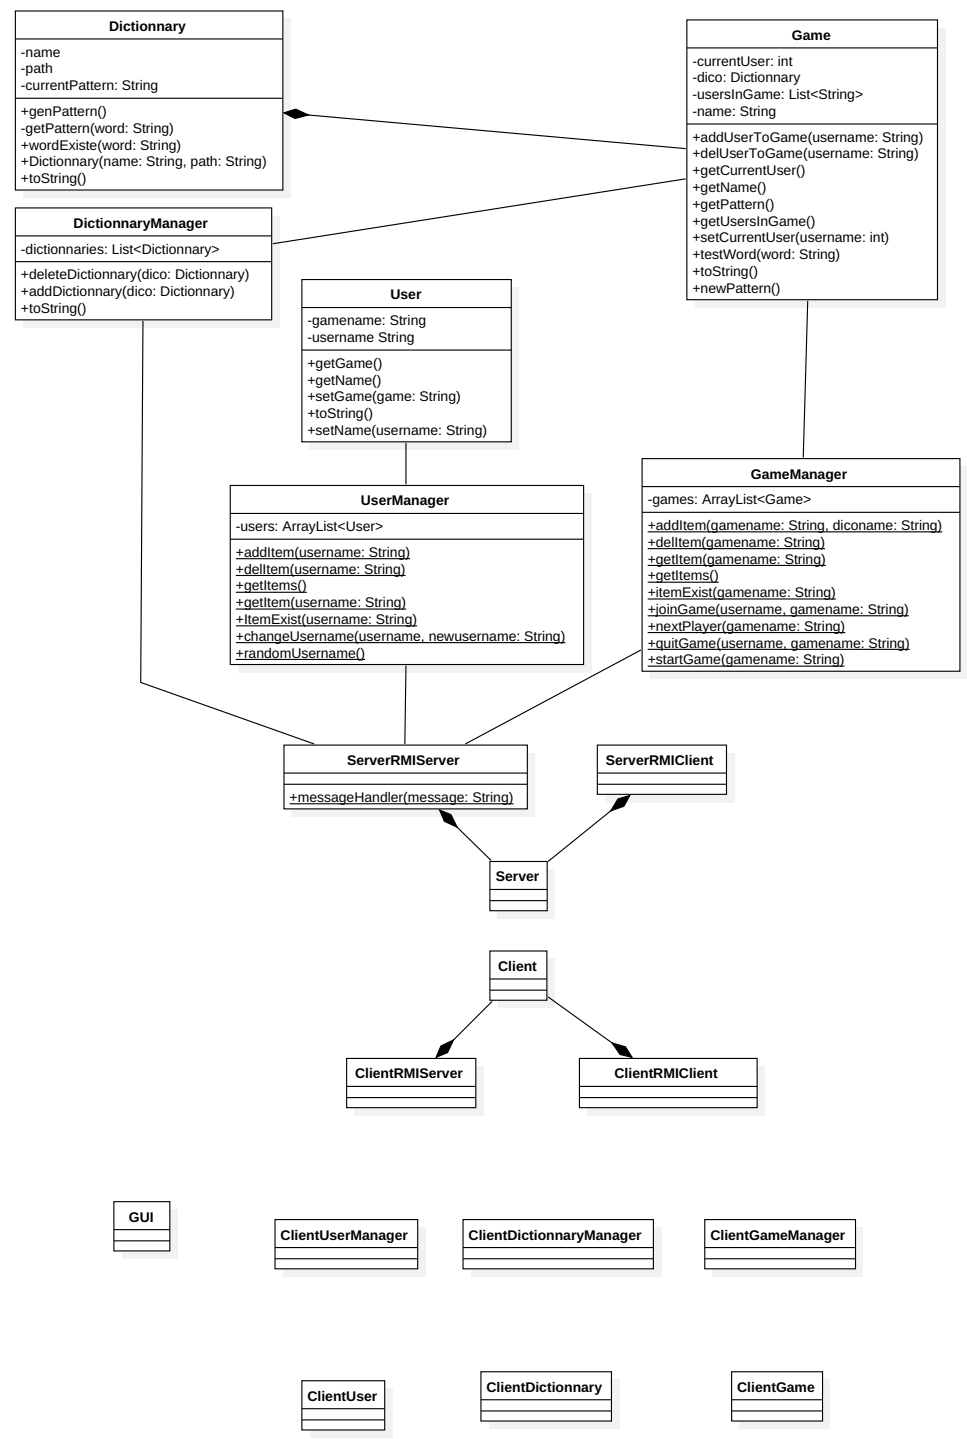 Dictionnary
-name
-path
-currentPattern: String
+genPattern()
-getPattern(word: String)
+wordExiste(word: String)
+Dictionnary(name: String, path: String)
+toString()
Game
-currentUser: int
-dico: Dictionnary
-usersInGame: List<String>
-name: String
+addUserToGame(username: String)
+delUserToGame(username: String)
+getCurrentUser()
+getName()
+getPattern()
+getUsersInGame()
+setCurrentUser(username: int)
+testWord(word: String)
+toString()
+newPattern()
DictionnaryManager
-dictionnaries: List<Dictionnary>
+deleteDictionnary(dico: Dictionnary)
+addDictionnary(dico: Dictionnary)
+toString()
User
-gamename: String
-username String
+getGame()
+getName()
+setGame(game: String)
+toString()
+setName(username: String)
UserManager
-users: ArrayList<User>
+addItem(username: String)
+delItem(username: String)
+getItems()
+getItem(username: String)
+ItemExist(username: String)
+changeUsername(username, newusername: String)
+randomUsername()
GameManager
-games: ArrayList<Game>
+addItem(gamename: String, diconame: String)
+delItem(gamename: String)
+getItem(gamename: String)
+getItems()
+itemExist(gamename: String)
+joinGame(username, gamename: String)
+nextPlayer(gamename: String)
+quitGame(username, gamename: String)
+startGame(gamename: String)
ServerRMIServer
+messageHandler(message: String)
ServerRMIClient
Server
Client
ClientRMIServer
ClientRMIClient
GUI
ClientUserManager
ClientDictionnaryManager
ClientGameManager
ClientUser
ClientDictionnary
ClientGame